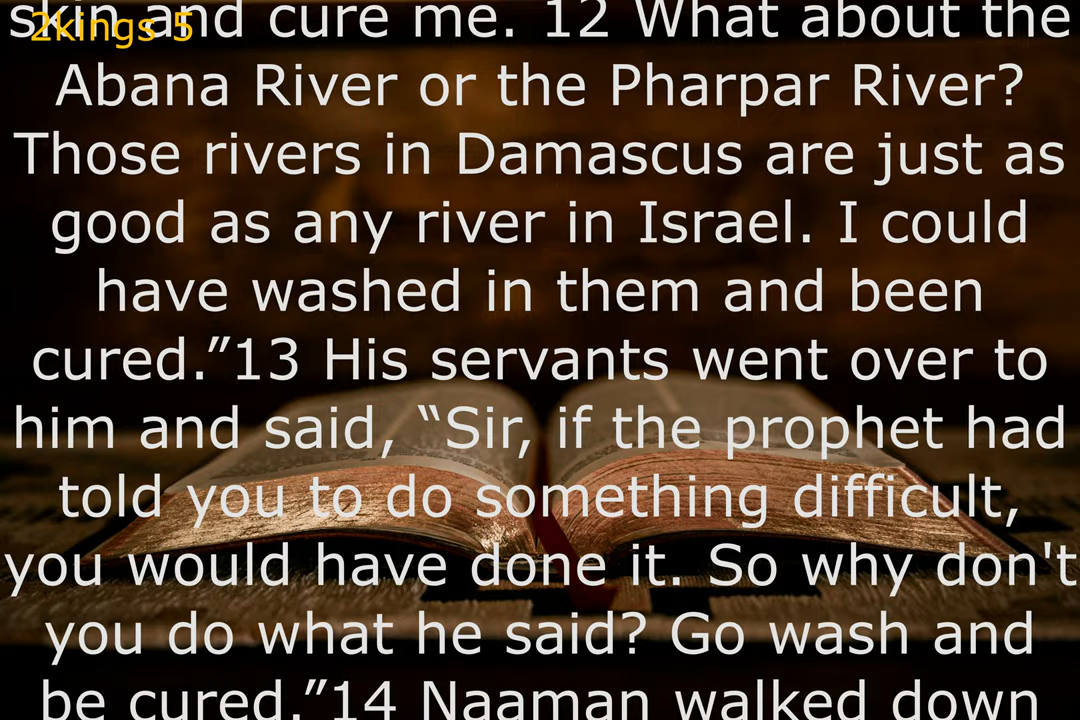 2kings 5
skin and cure me. 12 What about the
Abana River or the Pharpar River?
Those rivers in Damascus are just as
good as any river in Israel. I could
have washed in them and been
cured.”13 His servants went over to
him and said, “Sir, if the prophet had
told you to do something difficult,
you would have done it. So why don't
you do what he said? Go wash and
be cured.”14 Naaman walked down